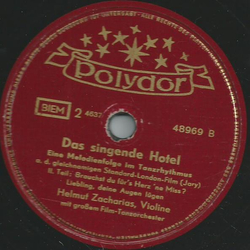 Polydor
BIEM
2 4633
48969 B
Das singende Hotel
Eine Melodienfolge im Tanzrhythmus
a. d. gleichnamigen Standard-London-Film (Jary)
II. Teil: Brauchst du für's Herz 'ne Miss?
Liebling, deine Augen lügen
Helmut Zacharias, Violine
mit großem Film-Tanzorchester